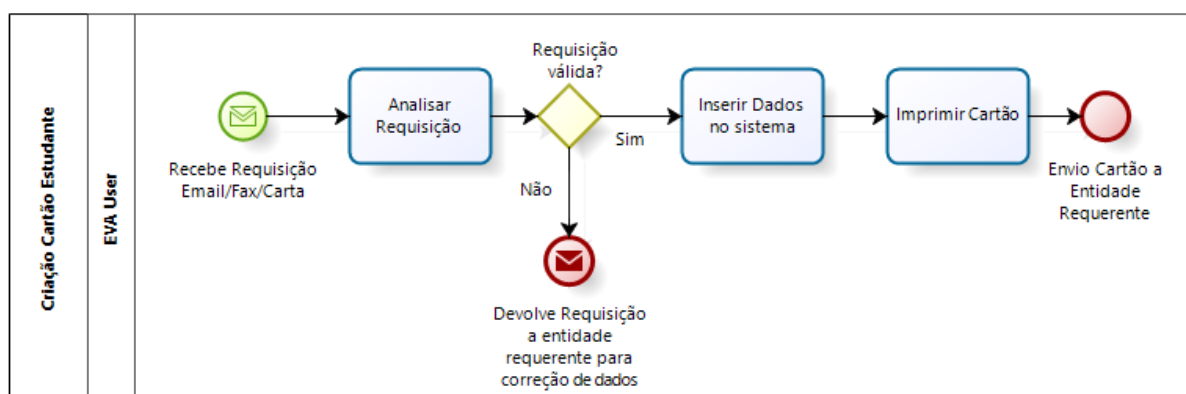 Criação Cartão Estudante
EVA User
Recebe Requisição
Email/Fax/Carta
Analisar
Requisição
Requisição
válida?
Sim
Não
Devolve Requisição
a entidade
requerente para
correção de dados
Inserir Dados
no sistema
Imprimir Cartão
Envio Cartão a
Entidade
Requerente